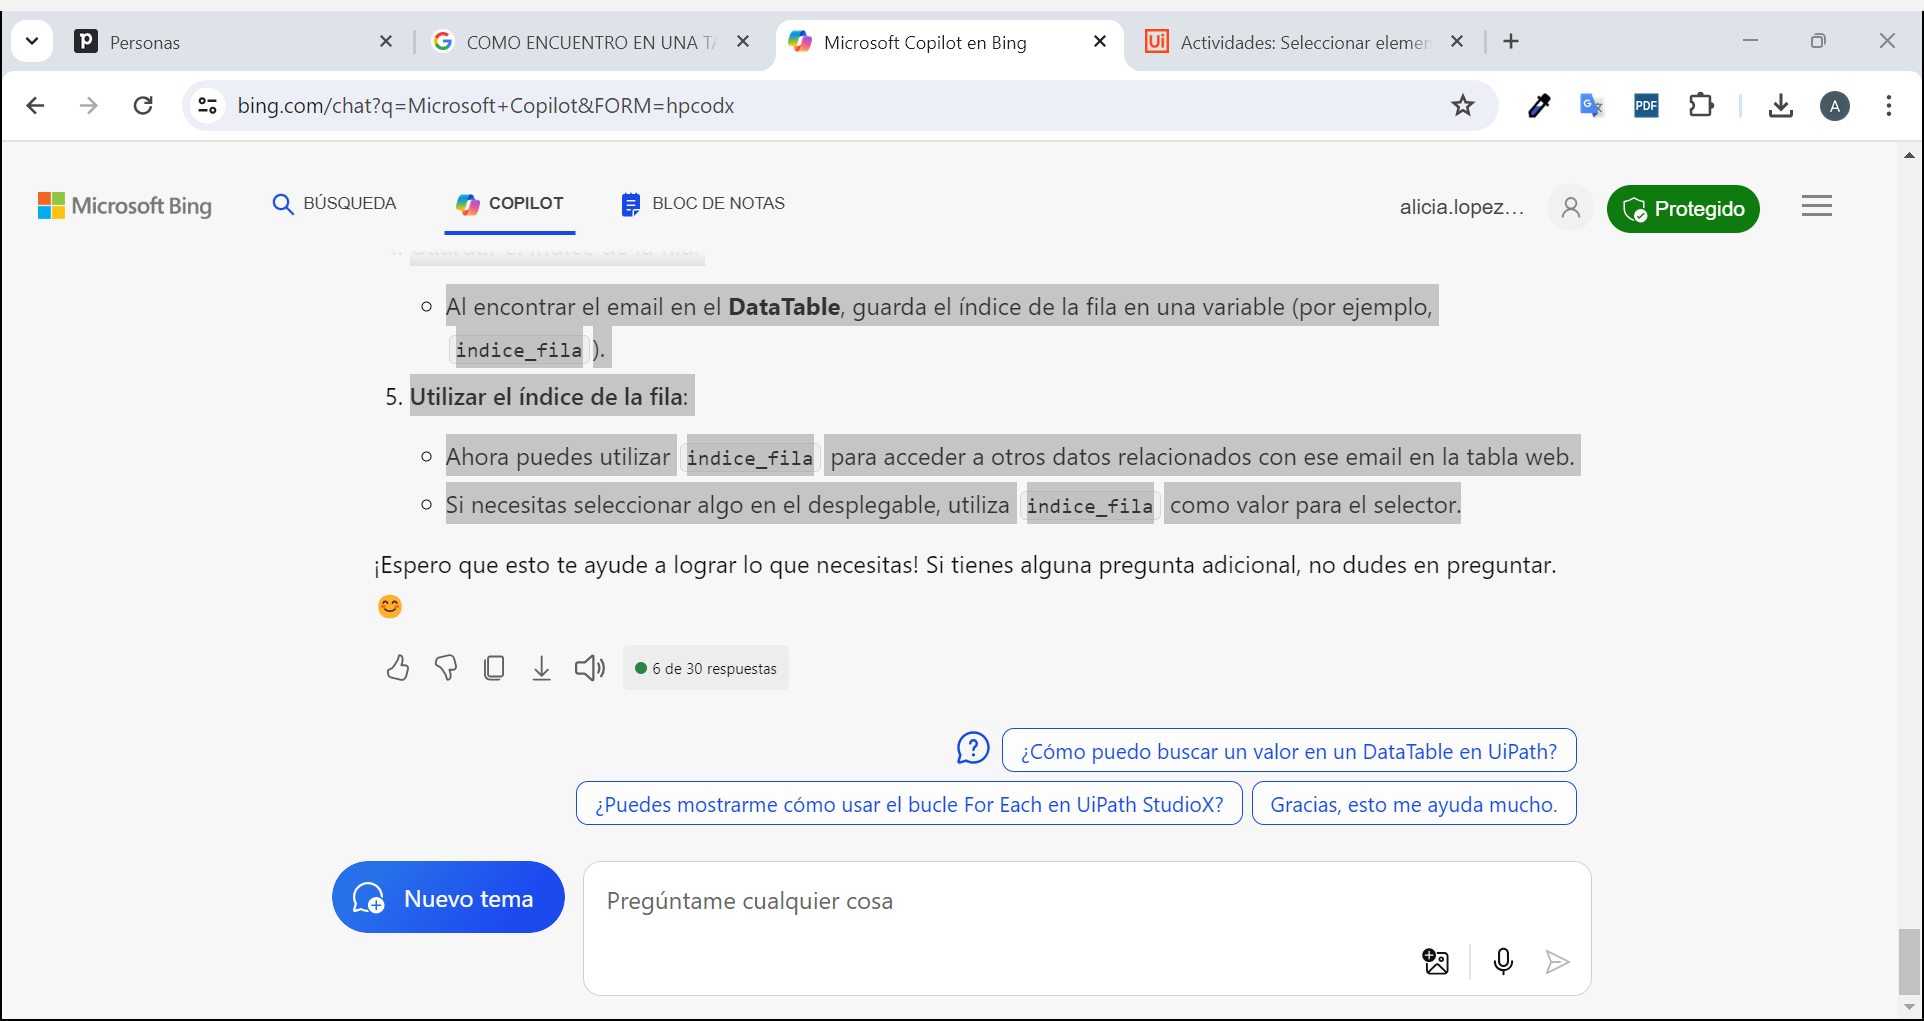 Personas
COMO ENCUENTRO EN UNA TA
Microsoft Copilot en Bing
Actividades: Seleccionar elemen
bing.com/chat?q=Microsoft+Copilot&FORM=hpcodx
PDF
A
Microsoft Bing
BÚSQUEDA
COPILOT
BLOC DE NOTAS
alicia.lopez...
Protegido
Al encontrar el email en el DataTable, guarda el índice de la fila en una variable (por ejemplo,
indice_fila ).
5. Utilizar el índice de la fila:
Ahora puedes utilizar indice_fila para acceder a otros datos relacionados con ese email en la tabla web.
Si necesitas seleccionar algo en el desplegable, utiliza indice_fila como valor para el selector.
¡Espero que esto te ayude a lograr lo que necesitas! Si tienes alguna pregunta adicional, no dudes en preguntar.
😊
6 de 30 respuestas
¿Cómo puedo buscar un valor en un DataTable en UiPath?
¿Puedes mostrarme cómo usar el bucle For Each en UiPath StudioX?
Gracias, esto me ayuda mucho.
Nuevo tema
Pregúntame cualquier cosa